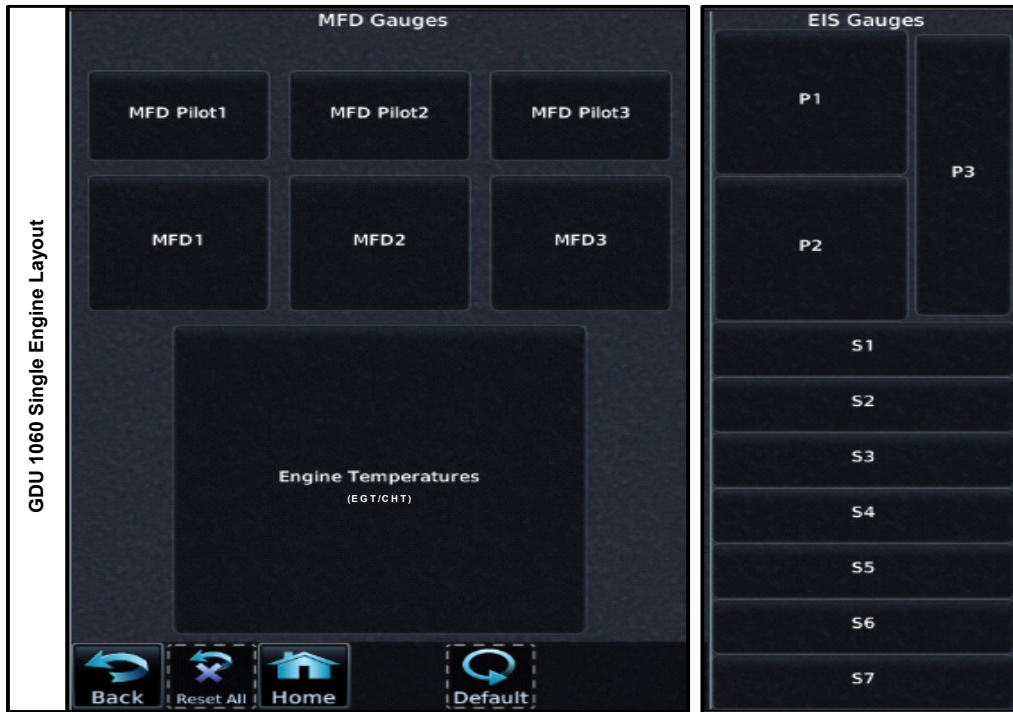 GDU 1060 Single Engine Layout
MFD Gauges
MFD Pilot1
MFD Pilot2
MFD Pilot3
MFD1
MFD2
MFD3
Engine Temperatures
(EGT/CHT)
Back
Reset All
Home
Default
EIS Gauges
P1
P3
P2
S1
S2
S3
S4
S5
S6
S7